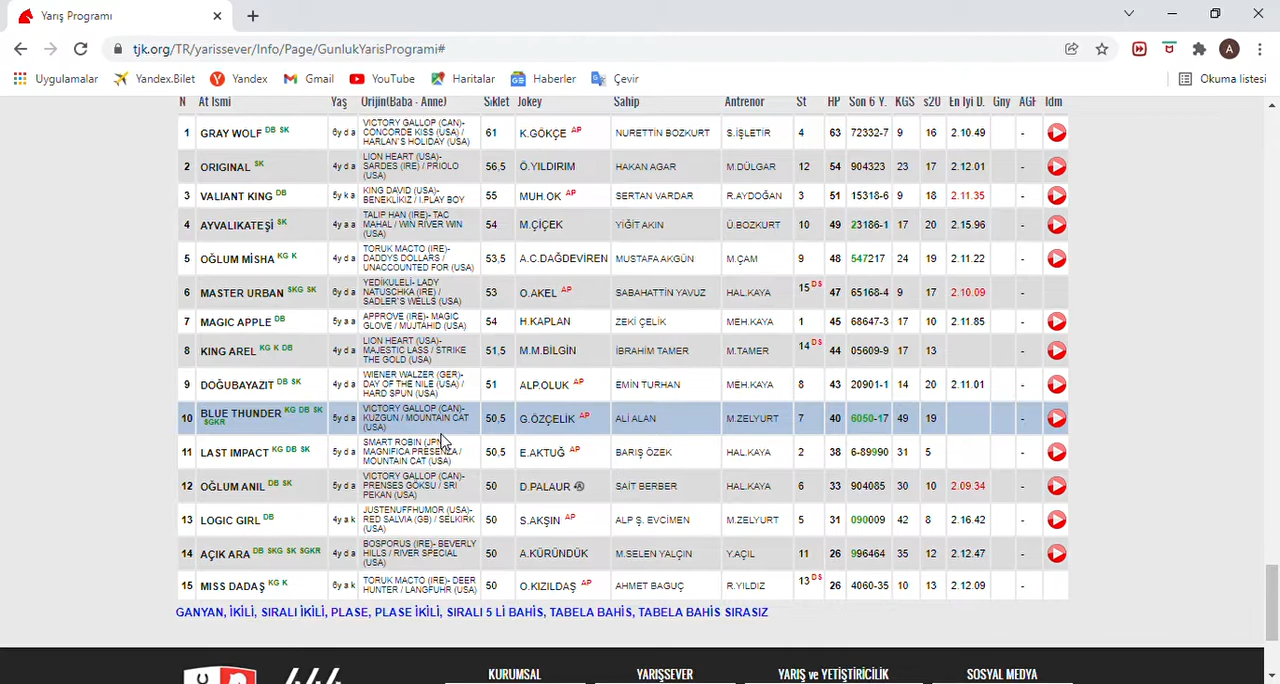 Yarış Programı
tjk.org/TR/yarissever/Info/Page/GunlukYarisProgrami#
A
Uygulamalar Yandex.Bilet Yandex Gmail YouTube Haritalar Haberler Çevir Okuma listesi
N At İsmi Yaş Orijin(Baba - Anne) Sıklet Jokey Sahip Antrenör St HP Son 6 Y. KGS s20 En İyi D. Gny AGF İdm
VICTORY GALLOP (CAN)-
1 GRAY WOLF DB SK 6y d a CONCORDE KISS (USA) / 61 K.GÖKÇE AP NURETTİN BOZKURT S.İŞLETİR 4 63 72332-7 9 16 2.10.49 -
HARLAN`S HOLIDAY (USA)
LION HEART (USA)-
2 ORIGINAL SK 4y d a SARDES (IRE) / PRIOLO 56,5 Ö.YILDIRIM HAKAN AGAR M.DÜLGAR 12 54 904323 23 17 2.12.01 -
(USA)
3 VALIANT KING DB 5y k a KING DAVID (USA)- 55 MUH.OK AP SERTAN VARDAR R.AYDOĞAN 3 51 15318-6 9 18 2.11.35 -
BENEKLİKIZ / I.PLAY BOY
TALIP HAN (IRE)- TAC
4 AYVALIKATEŞİ SK 4y a a MAHAL / WIN RIVER WIN 54 M.ÇİÇEK YİĞİT AKIN Ü.BOZKURT 10 49 23186-1 17 20 2.15.96 -
(USA)
TORUK MACTO (IRE)-
5 OĞLUM MİSHA KG K 4y d a DADDYS DOLLARS / 53,5 A.C.DAĞDEVİREN MUSTAFA AKGÜN M.ÇAM 9 48 547217 24 19 2.11.22 -
UNACCOUNTED FOR (USA)
YEDİKULELİ- LADY
6 MASTER URBAN SKG SK 6y d a NATUSCHKA (IRE) / 53 O.AKEL AP SABAHATTİN YAVUZ HAL.KAYA 15 DS 47 65168-4 9 17 2.10.09 -
SADLER`S WELLS (USA)
7 MAGIC APPLE DB 5y a a APPROVE (IRE)- MAGIC 54 H.KAPLAN ZEKİ ÇELİK MEH.KAYA 1 45 68647-3 17 10 2.11.85 -
GLOVE / MUJTAHID (USA)
LION HEART (USA)-
8 KING AREL KG K DB 4y d a MAJESTIC LASS / STRIKE 51,5 M.M.BİLGİN İBRAHİM TAMER M.TAMER 14 DS 44 05609-9 17 13 -
THE GOLD (USA)
WIENER WALZER (GER)-
9 DOĞUBAYAZIT DB SK 4y d a DAY OF THE NILE (USA) / 51 ALP.OLUK AP EMİN TURHAN MEH.KAYA 8 43 20901-1 14 20 2.11.01 -
HARD SPUN (USA)
VICTORY GALLOP (CAN)-
10 BLUE THUNDER KG DB SK SGKR 5y d a KUZGUN / MOUNTAIN CAT 50,5 G.ÖZÇELİK AP ALİ ALAN M.ZELYURT 7 40 6050-17 49 19 -
(USA)
SMART ROBIN (JPN)-
11 LAST IMPACT KG DB SK 5y d a MAGNIFICA PRESENZA / 50,5 E.AKTUĞ AP BARIŞ ÖZEK HAL.KAYA 2 38 6-89990 31 5 -
MOUNTAIN CAT (USA)
VICTORY GALLOP (CAN)-
12 OĞLUM ANIL DB SK 5y d a PRENSES GÖKSU / SRI 50 D.PALAUR SAİT BERBER HAL.KAYA 6 33 904085 30 10 2.09.34 -
PEKAN (USA)
JUSTENUFFHUMOR (USA)-
13 LOGIC GIRL DB 4y a k RED SALVIA (GB) / SELKIRK 50 S.AKŞIN AP ALP Ş. EVCİMEN M.ZELYURT 5 31 090009 42 8 2.16.42 -
(USA)
BOSPORUS (IRE)- BEVERLY
14 AÇIK ARA DB SKG SK SGKR 4y d a HILLS / RIVER SPECIAL 50 A.KÜRÜNDÜK M.SELEN YALÇIN Y.AÇIL 11 26 996464 35 12 2.12.47 -
(USA)
15 MISS DADAŞ KG K 6y a k TORUK MACTO (IRE)- DEER 50 O.KIZILDAŞ AP AHMET BAGUÇ R.YILDIZ 13 DS 26 4060-35 10 13 2.12.09 -
HUNTER / LANGFUHR (USA)
GANYAN, İKİLİ, SIRALI İKİLİ, PLASE, PLASE İKİLİ, SIRALI 5 Lİ BAHİS, TABELA BAHİS, TABELA BAHİS SIRASIZ
444 KURUMSAL YARIŞSEVER YARIŞ ve YETİŞTİRİCİLİK SOSYAL MEDYA